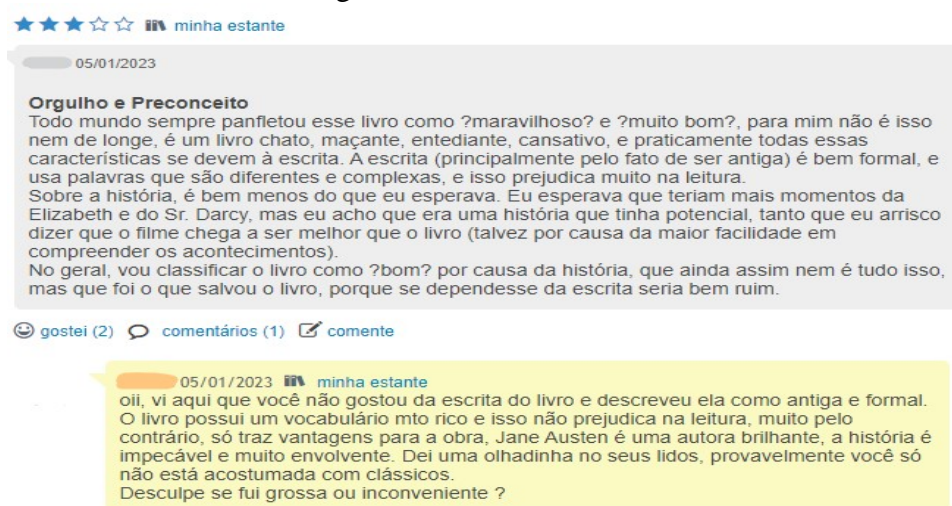 minha estante
05/01/2023
Orgulho e Preconceito
Todo mundo sempre panfletou esse livro como ?maravilhoso? e ?muito bom?, para mim não é isso
nem de longe, é um livro chato, maçante, entediante, cansativo, e praticamente todas essas
características se devem à escrita. A escrita (principalmente pelo fato de ser antiga) é bem formal, e
usa palavras que são diferentes e complexas, e isso prejudica muito na leitura.
Sobre a história, é bem menos do que eu esperava. Eu esperava que teriam mais momentos da
Elizabeth e do Sr. Darcy, mas eu acho que era uma história que tinha potencial, tanto que eu arrisco
dizer que o filme chega a ser melhor que o livro (talvez por causa da maior facilidade em
compreender os acontecimentos).
No geral, vou classificar o livro como ?bom? por causa da história, que ainda assim nem é tudo isso,
mas que foi o que salvou o livro, porque se dependesse da escrita seria bem ruim.
gostei (2) comentários (1) comente
05/01/2023 minha estante
oii, vi aqui que você não gostou da escrita do livro e descreveu ela como antiga e formal.
O livro possui um vocabulário mto rico e isso não prejudica na leitura, muito pelo
contrário, só traz vantagens para a obra, Jane Austen é uma autora brilhante, a história é
impecável e muito envolvente. Dei uma olhadinha no seus lidos, provavelmente você só
não está acostumada com clássicos.
Desculpe se fui grossa ou inconveniente ?